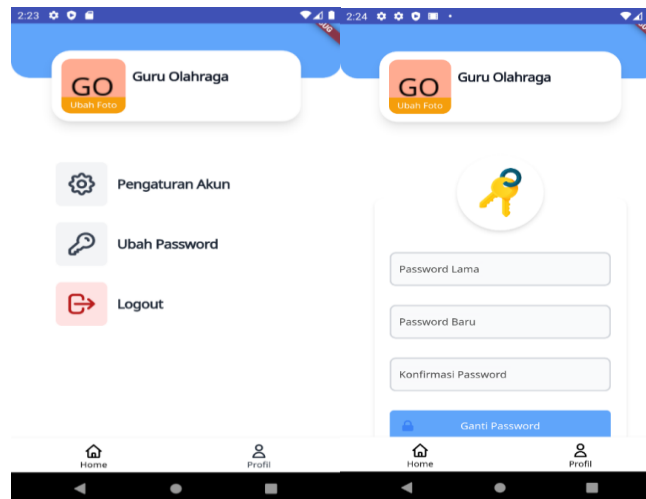 2:23
GO
Ubah Foto
Guru Olahraga
Pengaturan Akun
Ubah Password
Logout
Home
Profil
2:24
GO
Ubah Foto
Guru Olahraga
Password Lama
Password Baru
Konfirmasi Password
Ganti Password
Home
Profil